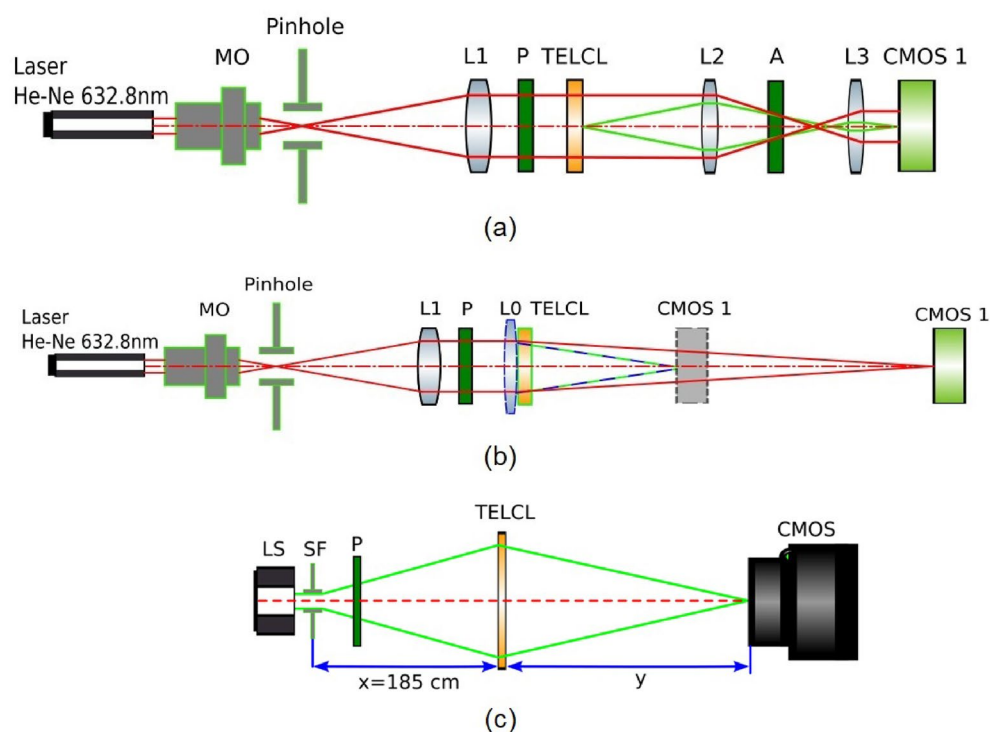 Pinhole
MO
Laser
He-Ne 632.8nm
L1 P TELCL L2 A L3 CMOS 1
(a)
Pinhole
MO
Laser
He-Ne 632.8nm
L1 P L0 TELCL CMOS 1 CMOS 1
(b)
TELCL
CMOS
LS SF P
x=185 cm y
(c)